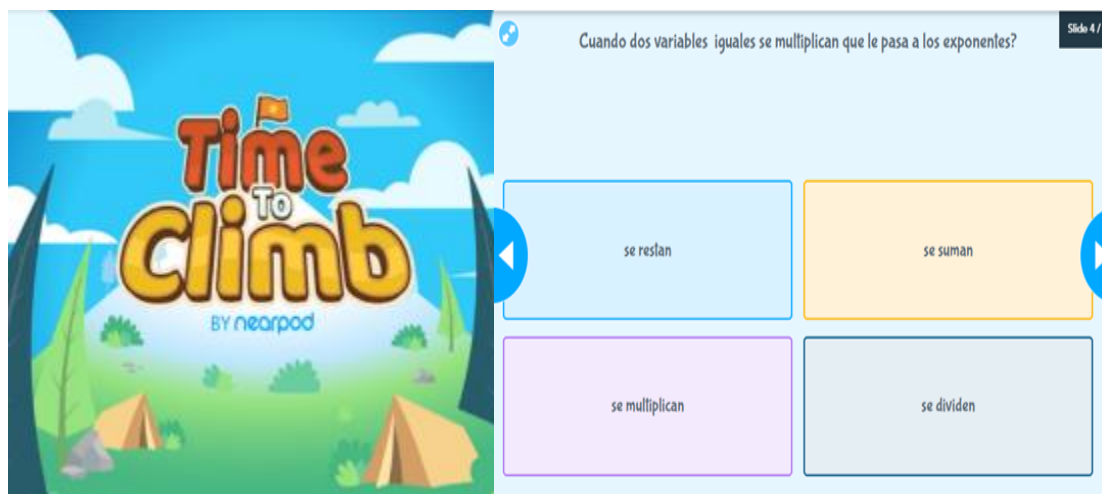 Time
To
Climb
BY nearpod
Cuando dos variables iguales se multiplican que le pasa a los exponentes?
Slide 4 /
se restan
se suman
se multiplican
se dividen